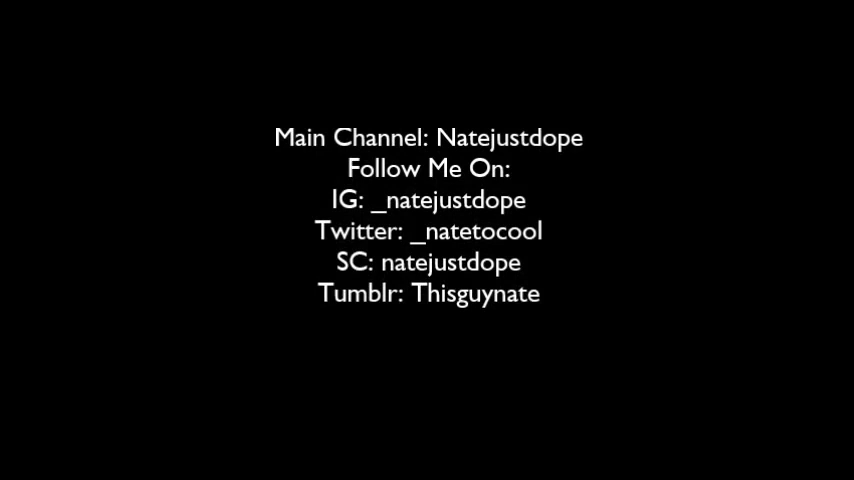 Main Channel: Natejustdope
Follow Me On:
IG: _natejustdope
Twitter: _natetocool
SC: natejustdope
Tumblr: Thisguynate